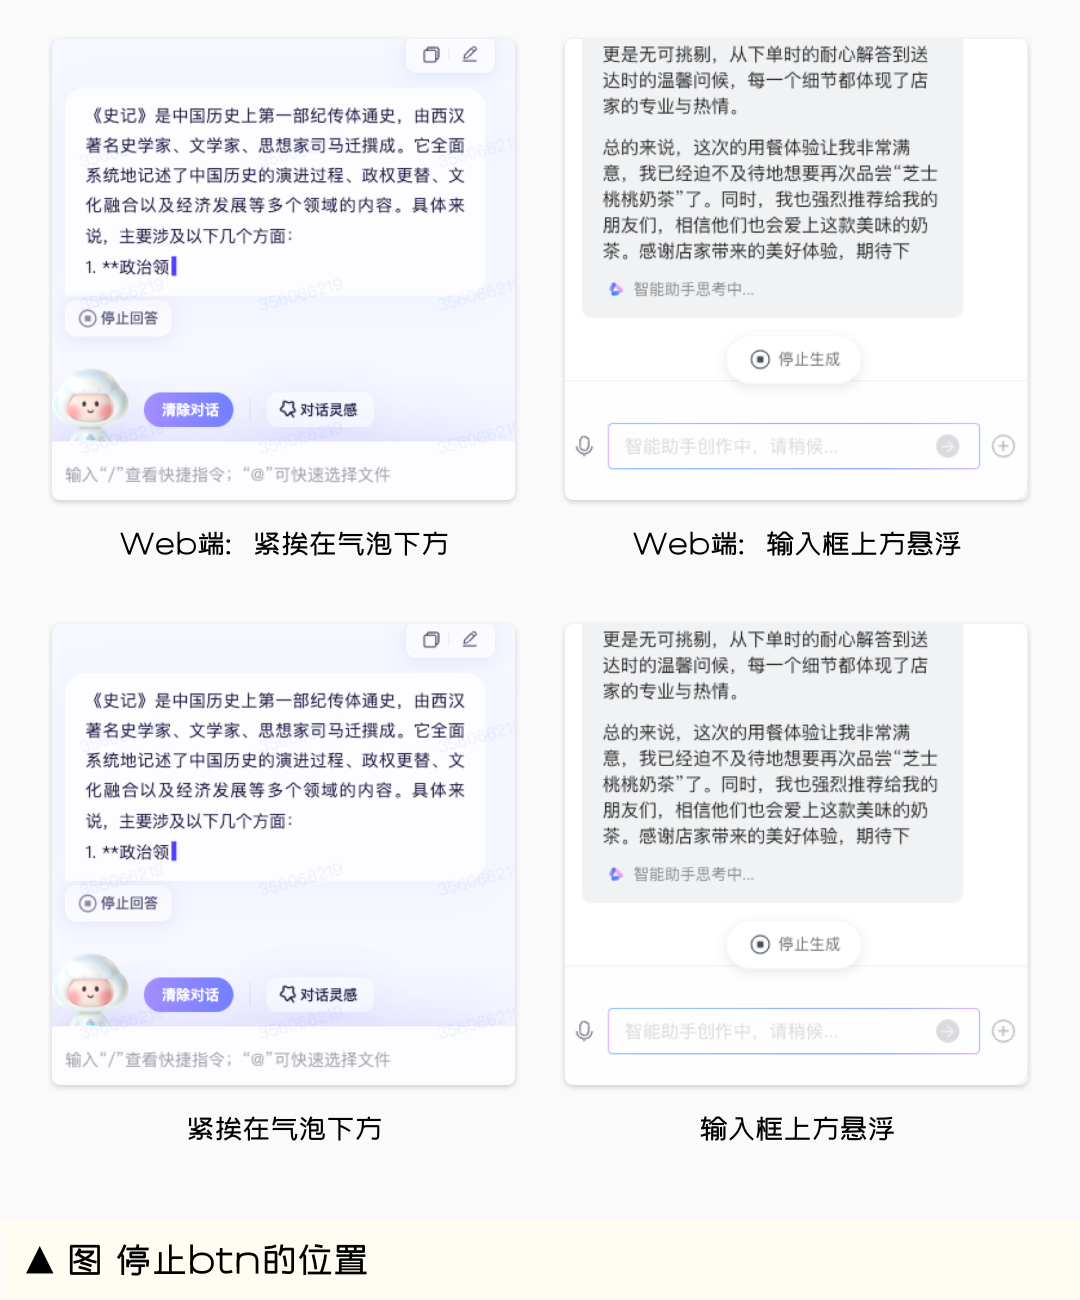 《史记》是中国历史上第一部纪传体通史，由西汉
著名史学家、文学家、思想家司马迁撰成。它全面
系统地记述了中国历史的演进过程、政权更替、文
化融合以及经济发展等多个领域的内容。具体来
说，主要涉及以下几个方面：
1. **政治领
356066219
356066219
356066219
停止回答
清除对话
对话灵感
356066219
356066219
356066219
输入“/”查看快捷指令；“@”可快速选择文件
Web端：紧挨在气泡下方
更是无可挑剔，从下单时的耐心解答到送
达时的温馨问候，每一个细节都体现了店
家的专业与热情。
总的来说，这次的用餐体验让我非常满
意，我已经迫不及待地想要再次品尝“芝士
桃桃奶茶”了。同时，我也强烈推荐给我的
朋友们，相信他们也会爱上这款美味的奶
茶。感谢店家带来的美好体验，期待下
智能助手思考中...
停止生成
智能助手创作中，请稍候...
Web端：输入框上方悬浮
《史记》是中国历史上第一部纪传体通史，由西汉
著名史学家、文学家、思想家司马迁撰成。它全面
系统地记述了中国历史的演进过程、政权更替、文
化融合以及经济发展等多个领域的内容。具体来
说，主要涉及以下几个方面：
1. **政治领
356066219
356066219
356066219
停止回答
清除对话
对话灵感
356066219
356066219
356066219
输入“/”查看快捷指令；“@”可快速选择文件
紧挨在气泡下方
更是无可挑剔，从下单时的耐心解答到送
达时的温馨问候，每一个细节都体现了店
家的专业与热情。
总的来说，这次的用餐体验让我非常满
意，我已经迫不及待地想要再次品尝“芝士
桃桃奶茶”了。同时，我也强烈推荐给我的
朋友们，相信他们也会爱上这款美味的奶
茶。感谢店家带来的美好体验，期待下
智能助手思考中...
停止生成
智能助手创作中，请稍候...
输入框上方悬浮
▲ 图 停止btn的位置